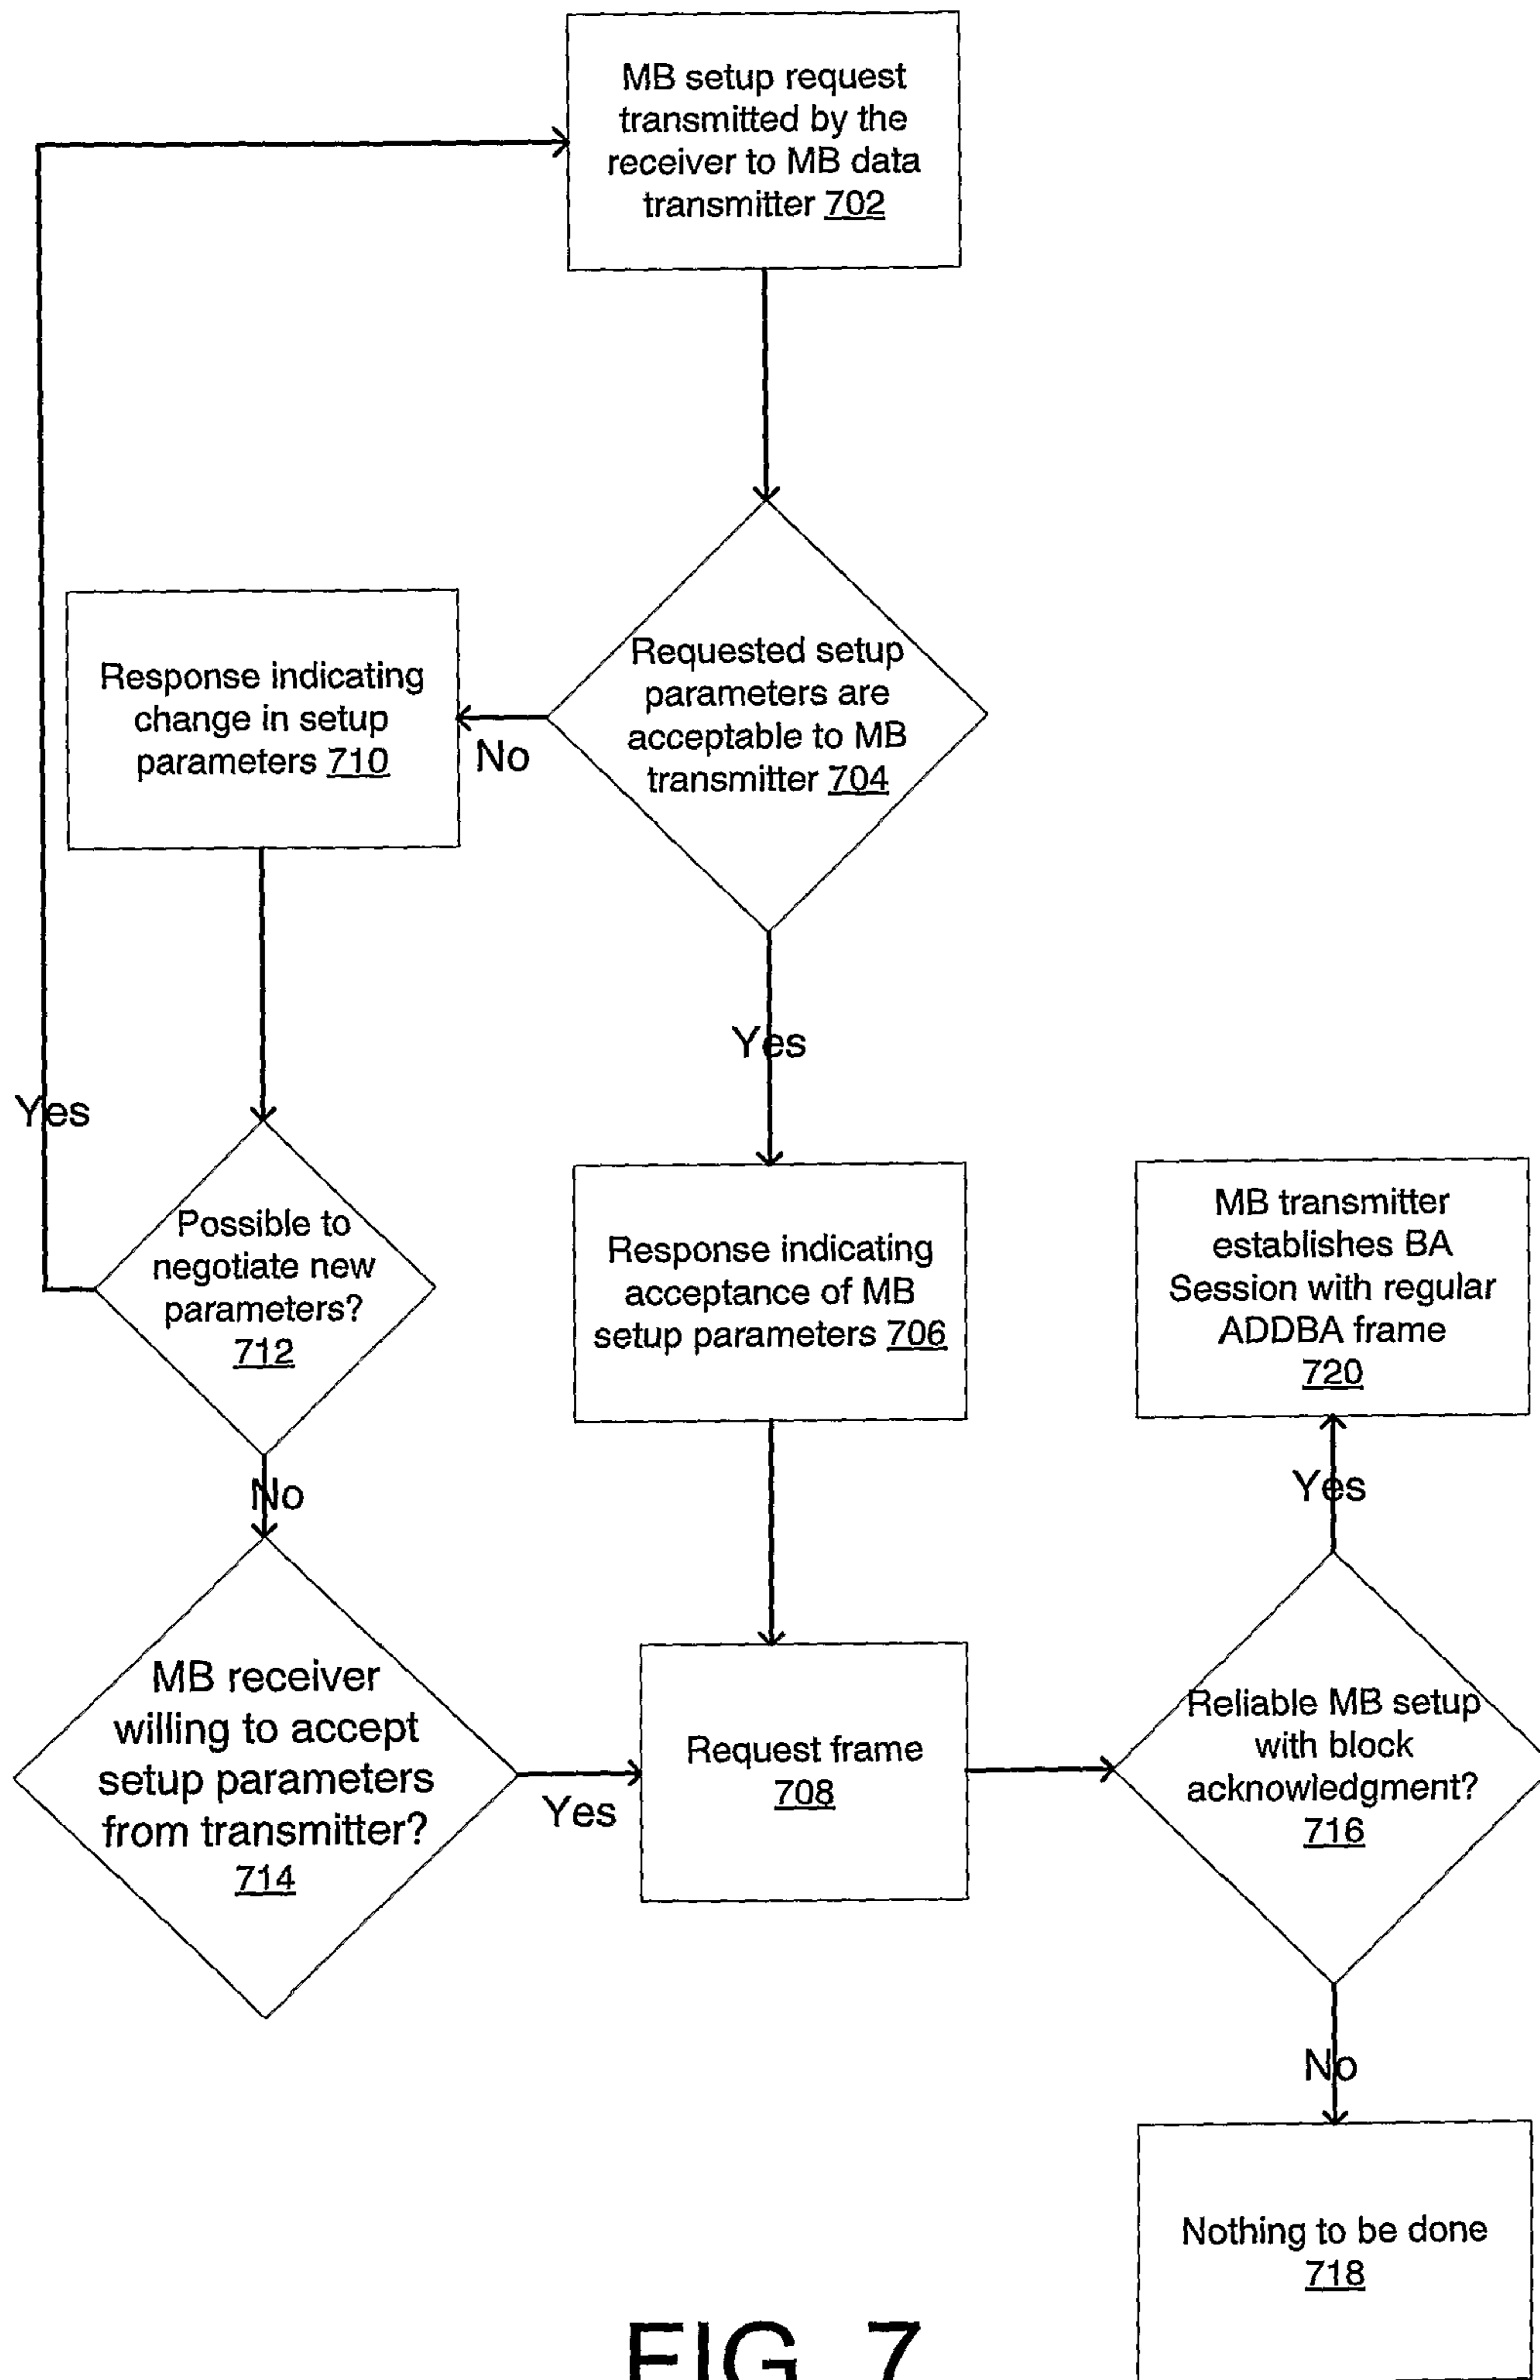 MB setup request
transmitted by the
receiver to MB data
transmitter 702
Requested setup
parameters are
acceptable to MB
transmitter 704
Response indicating
change in setup
parameters 710
No
Yes
Yes
Possible to
negotiate new
parameters?
712
Response indicating
acceptance of MB
setup parameters 706
MB transmitter
establishes BA
Session with regular
ADDBA frame
720
No
Yes
MB receiver
willing to accept
setup parameters
from transmitter?
714
Yes
Request frame
708
Reliable MB setup
with block
acknowledgment?
716
No
Nothing to be done
718
FIG. 7